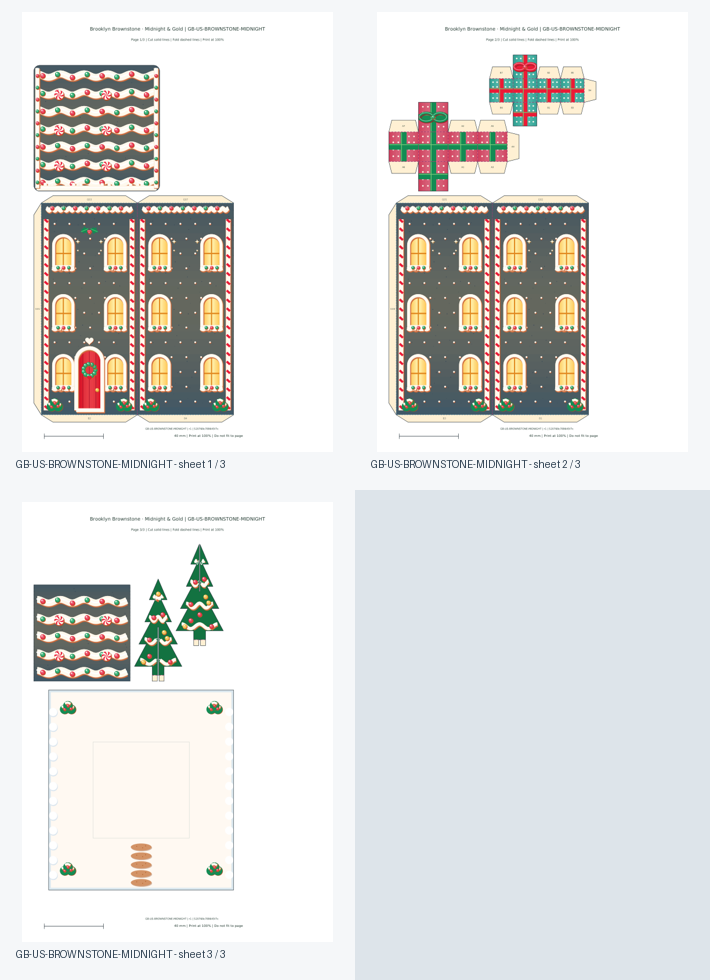 Brooklyn Brownstone · Midnight & Gold | GB-US-BROWNSTONE-MIDNIGHT
Page 1/3 | Cut solid lines | Fold dashed lines | Print at 100%
90 mm | Print at 100% | Do not fit to page
GB-US-BROWNSTONE-MIDNIGHT - sheet 1 / 3
Brooklyn Brownstone · Midnight & Gold | GB-US-BROWNSTONE-MIDNIGHT
Page 2/3 | Cut solid lines | Fold dashed lines | Print at 100%
90 mm | Print at 100% | Do not fit to page
GB-US-BROWNSTONE-MIDNIGHT - sheet 2 / 3
Brooklyn Brownstone · Midnight & Gold | GB-US-BROWNSTONE-MIDNIGHT
Page 3/3 | Cut solid lines | Fold dashed lines | Print at 100%
90 mm | Print at 100% | Do not fit to page
GB-US-BROWNSTONE-MIDNIGHT - sheet 3 / 3